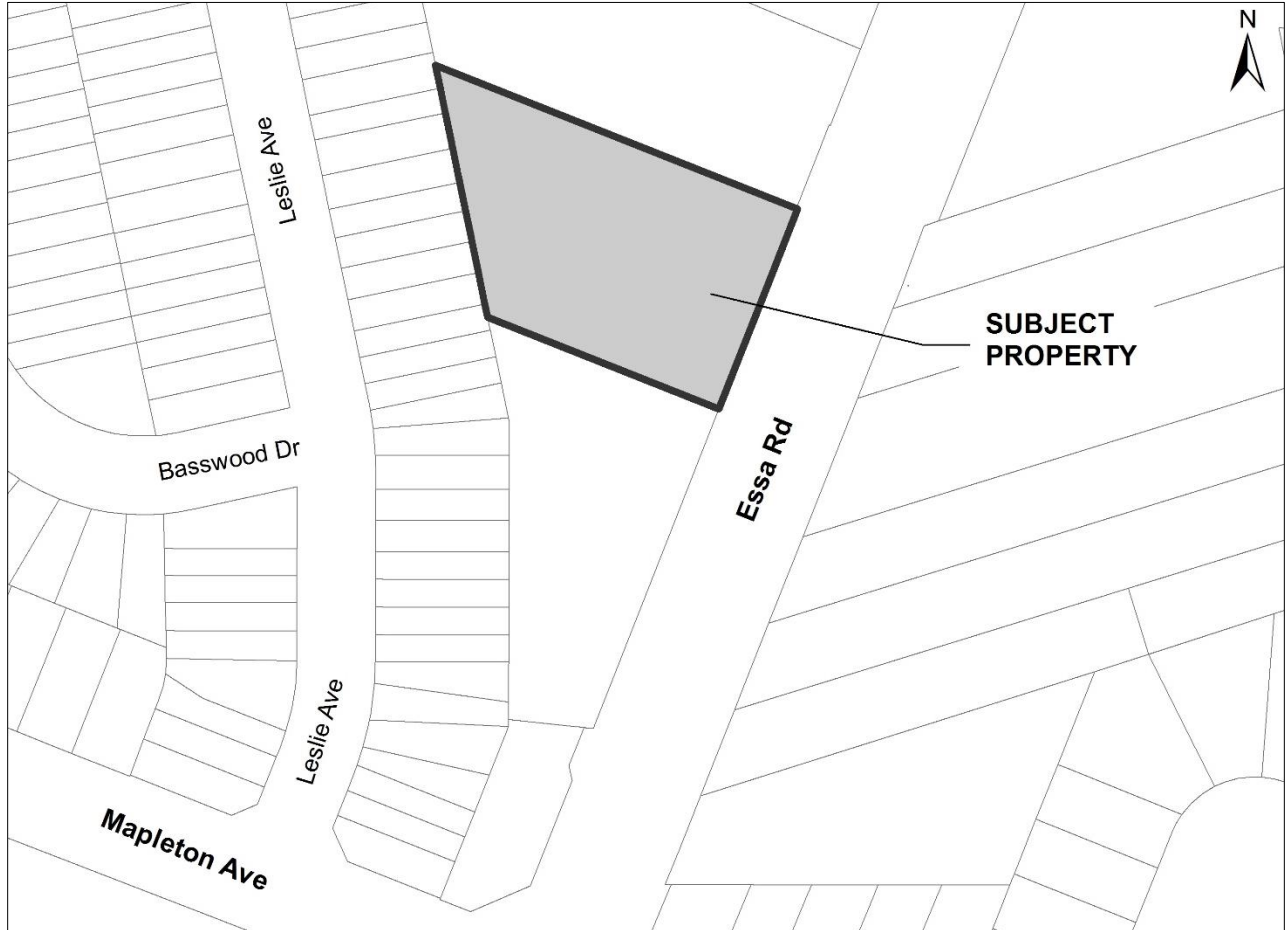 N
Leslie Ave
SUBJECT
PROPERTY
Basswood Dr
Essa Rd
Leslie Ave
Mapleton Ave